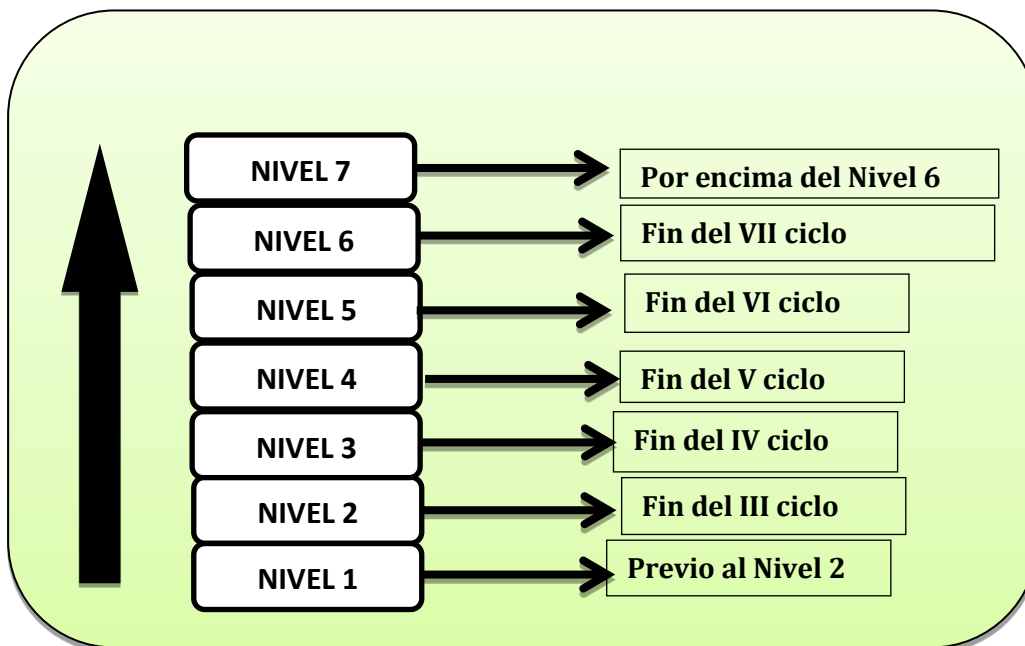 NIVEL 7
Por encima del Nivel 6
NIVEL 6
Fin del VII ciclo
NIVEL 5
Fin del VI ciclo
NIVEL 4
Fin del V ciclo
NIVEL 3
Fin del IV ciclo
NIVEL 2
Fin del III ciclo
NIVEL 1
Previo al Nivel 2